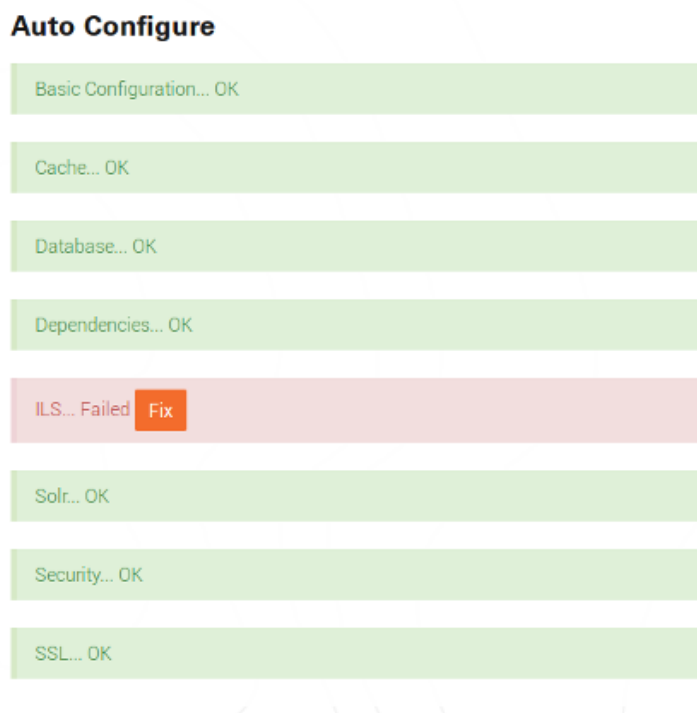 Auto Configure
Basic Configuration... OK
Cache... OK
Database... OK
Dependencies... OK
ILS... Failed Fix
Solr... OK
Security... OK
SSL... OK